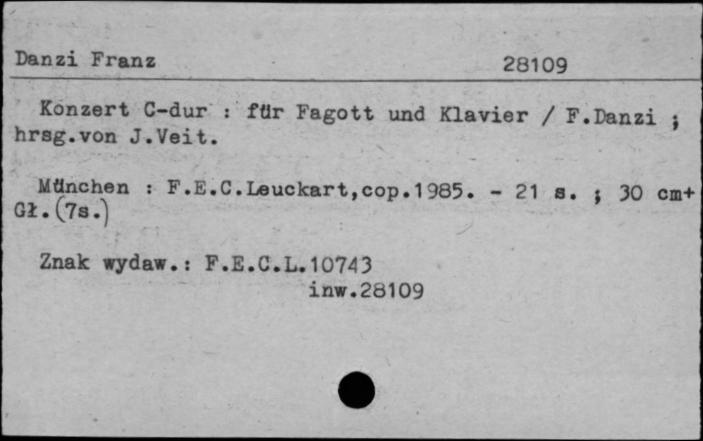 Danzi Franz 28109
Konzert C-dur : für Fagott und Klavier / F.Danzi ;
hrsg.von J.Veit.
München : F.E.C.Leuckart,cop.1985. - 21 s. ; 30 cm+
Gł.(7s.)
Znak wydaw.: F.E.C.L.10743
inw.28109